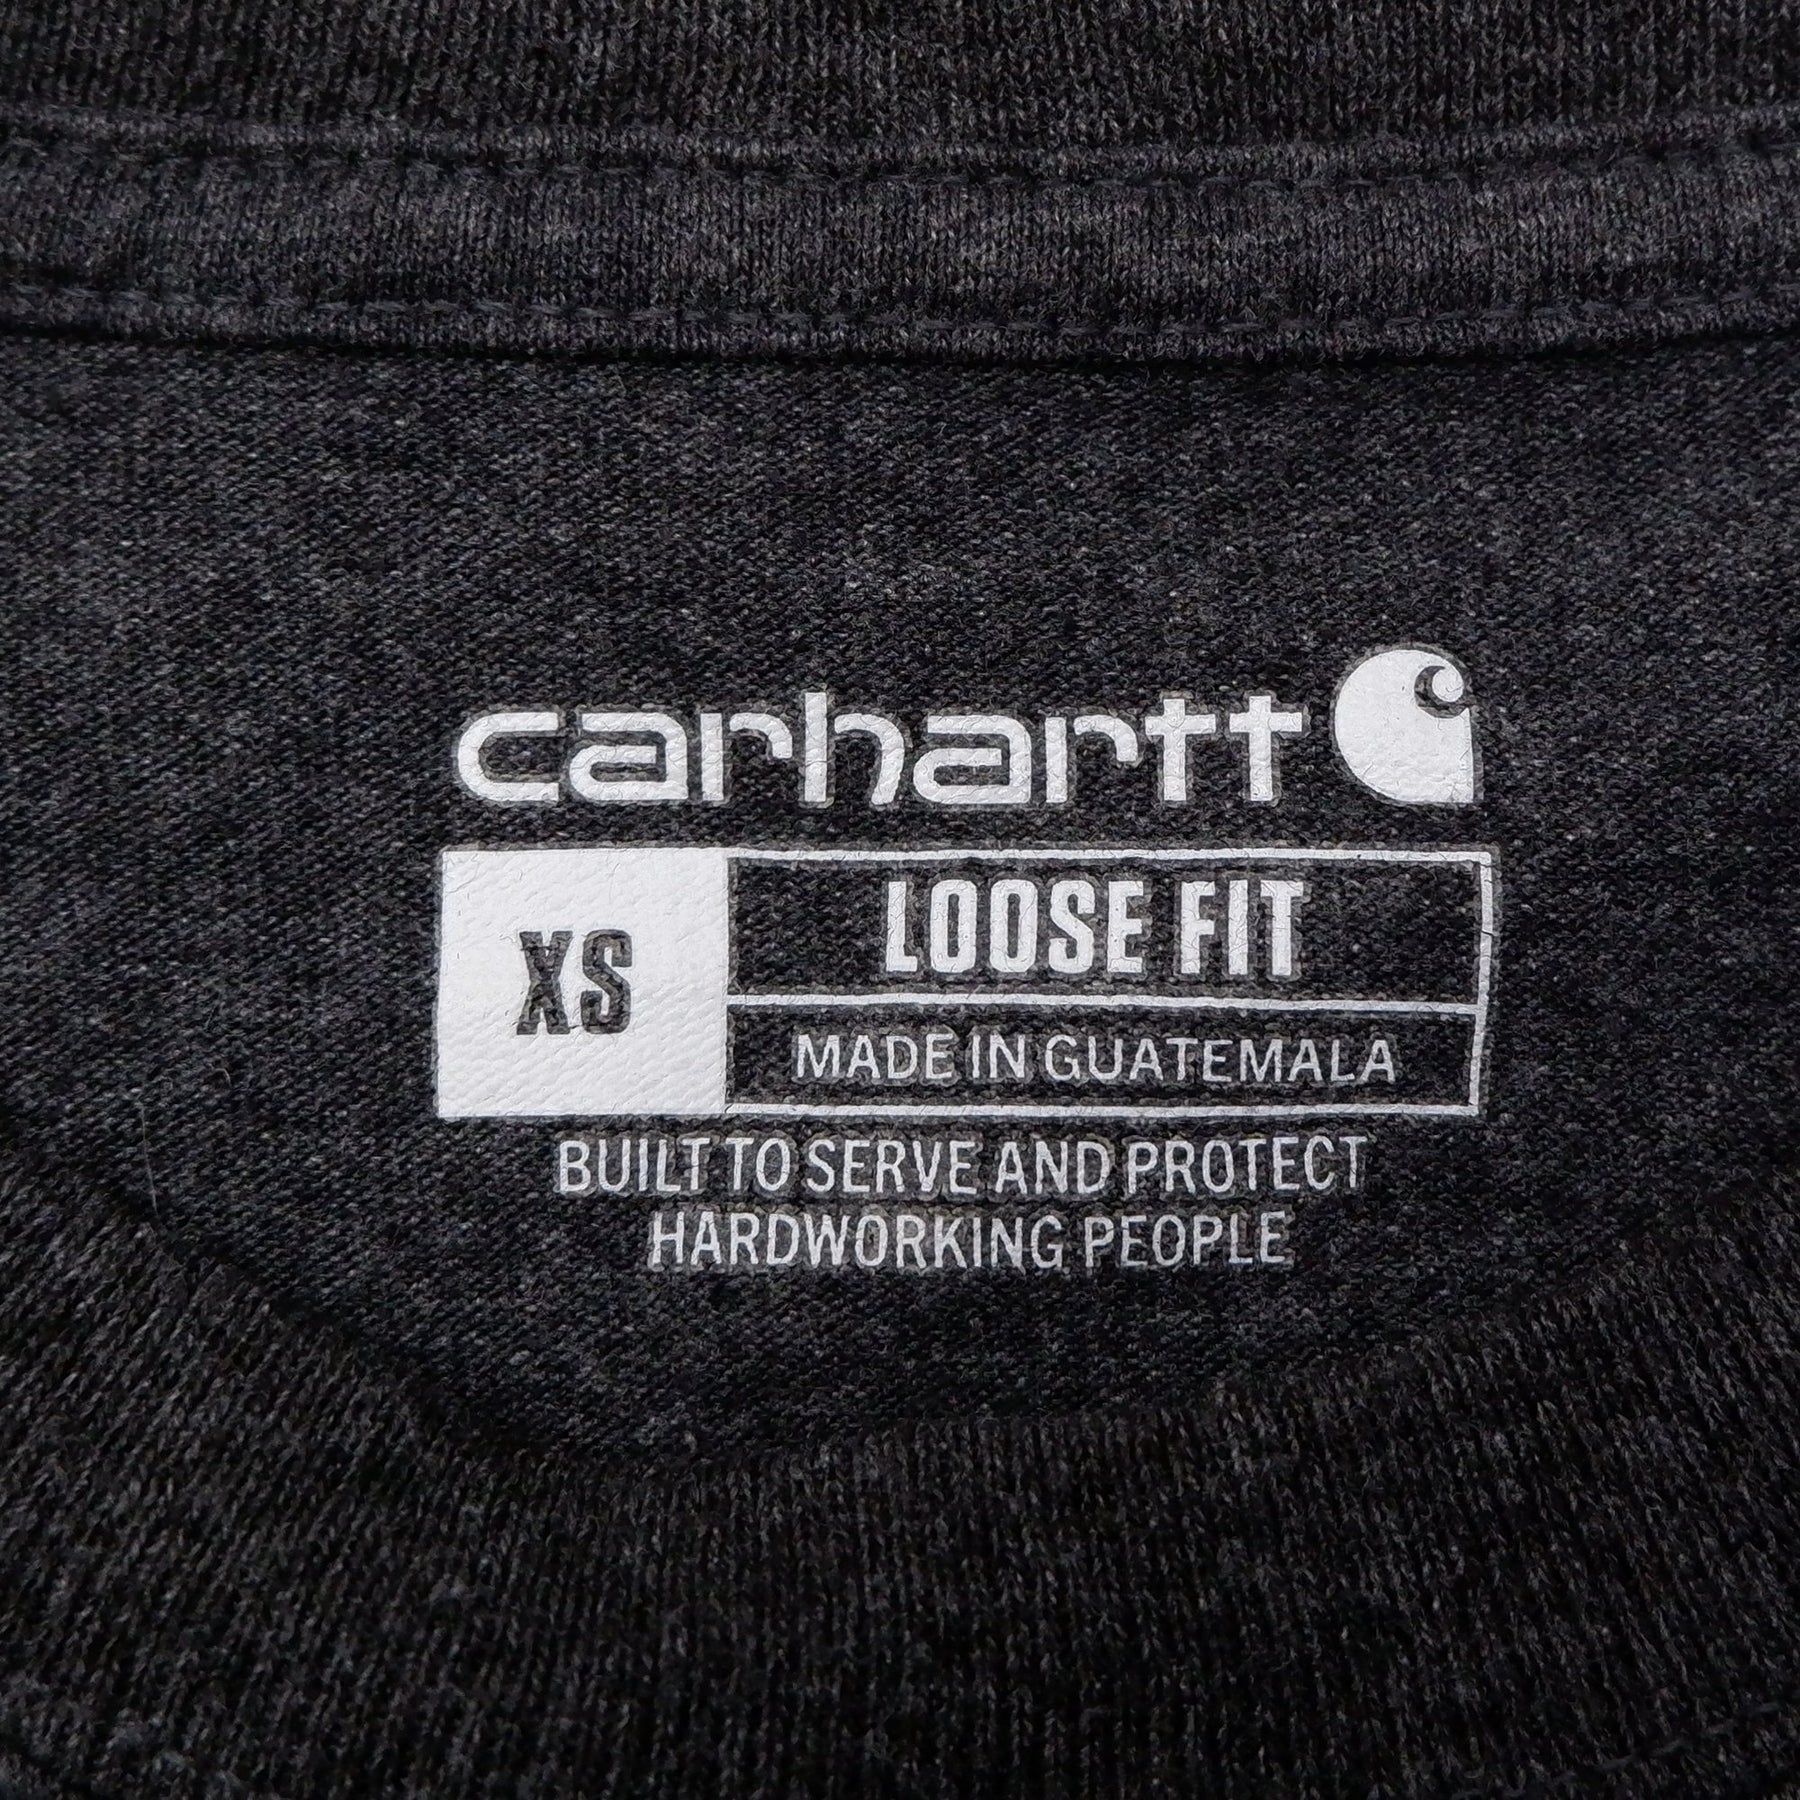 carhartt
XS
LOOSE FIT
MADE IN GUATEMALA
BUILT TO SERVE AND PROTECT
HARDWORKING PEOPLE